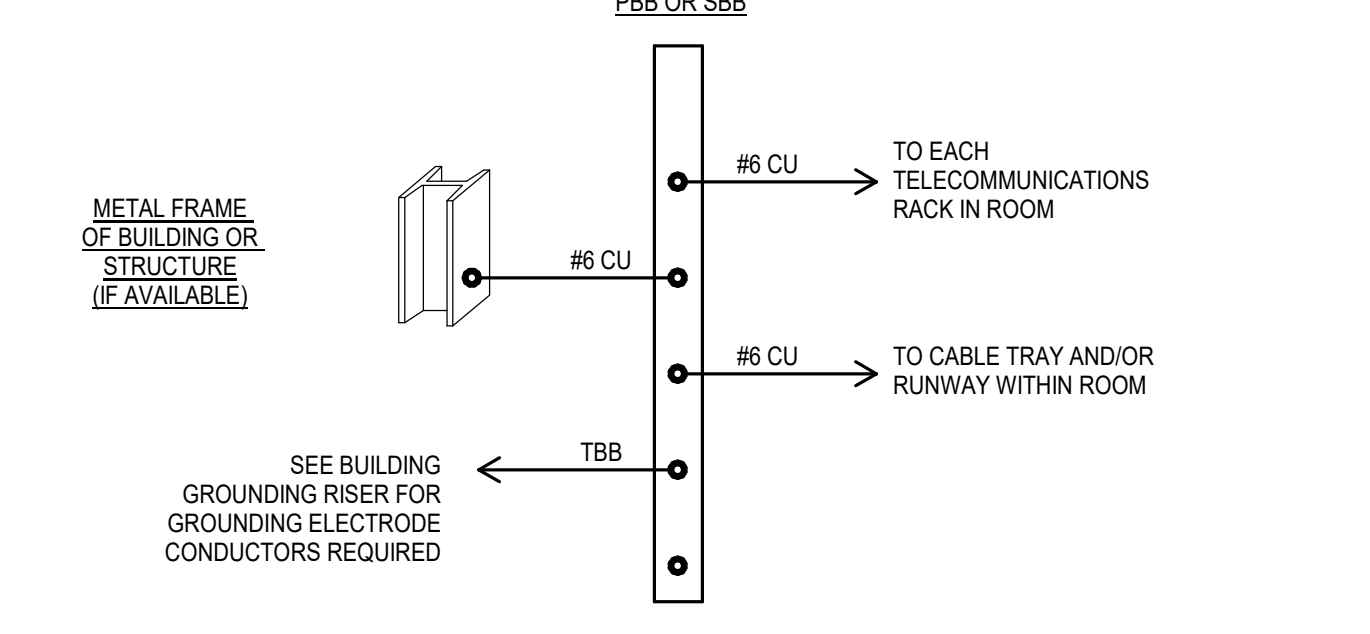 PBB OR SBB
#6 CU
TO EACH
TELECOMMUNICATIONS
RACK IN ROOM
METAL FRAME
OF BUILDING OR
STRUCTURE
(IF AVAILABLE)
#6 CU
#6 CU
TO CABLE TRAY AND/OR
RUNWAY WITHIN ROOM
TBB
SEE BUILDING
GROUNDING RISER FOR
GROUNDING ELECTRODE
CONDUCTORS REQUIRED